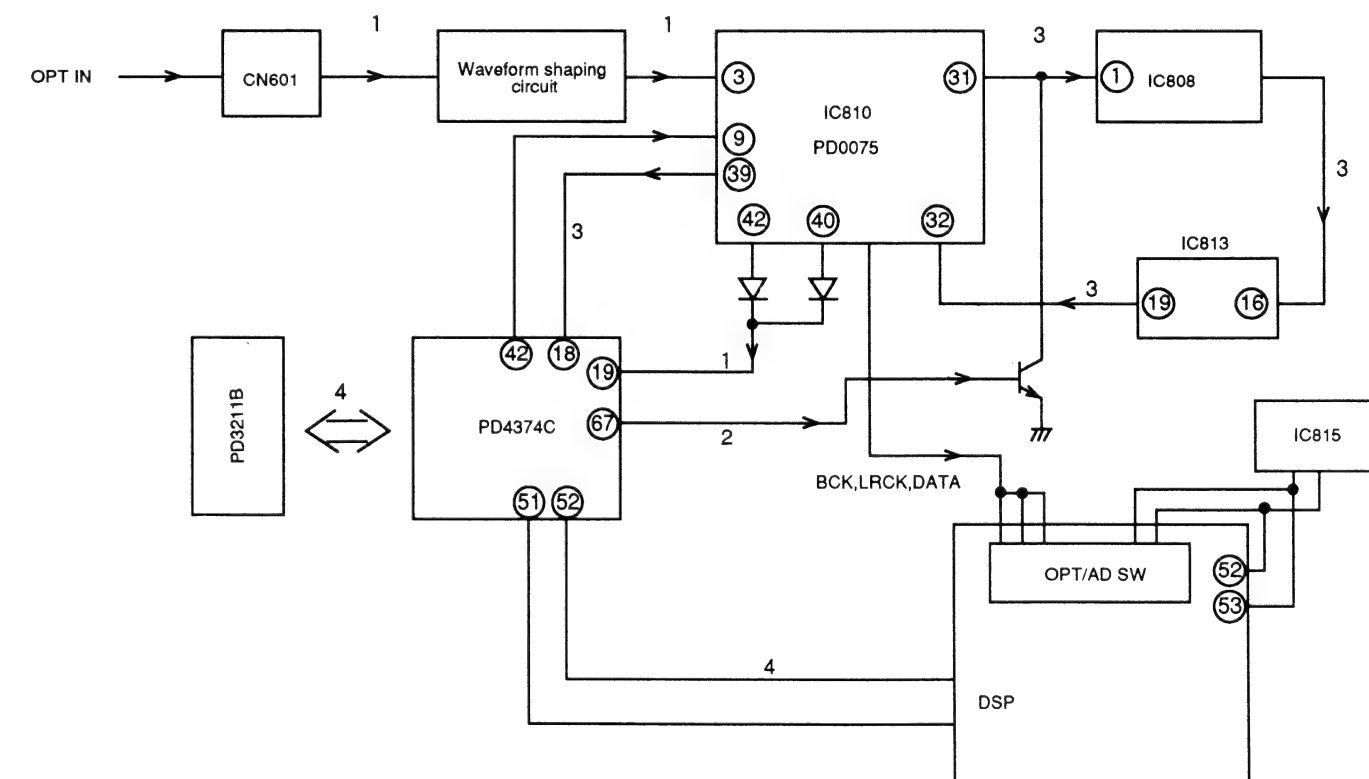 1
1
3
OPT IN
CN601
Waveform shaping
circuit
3
31
1
IC808
IC810
PD0075
9
39
3
42
40
32
3
IC813
3
19
16
PD3211B
4
42
18
19
1
PD4374C
67
2
51
52
BCK,LRCK,DATA
IC815
OPT/AD SW
52
53
4
DSP